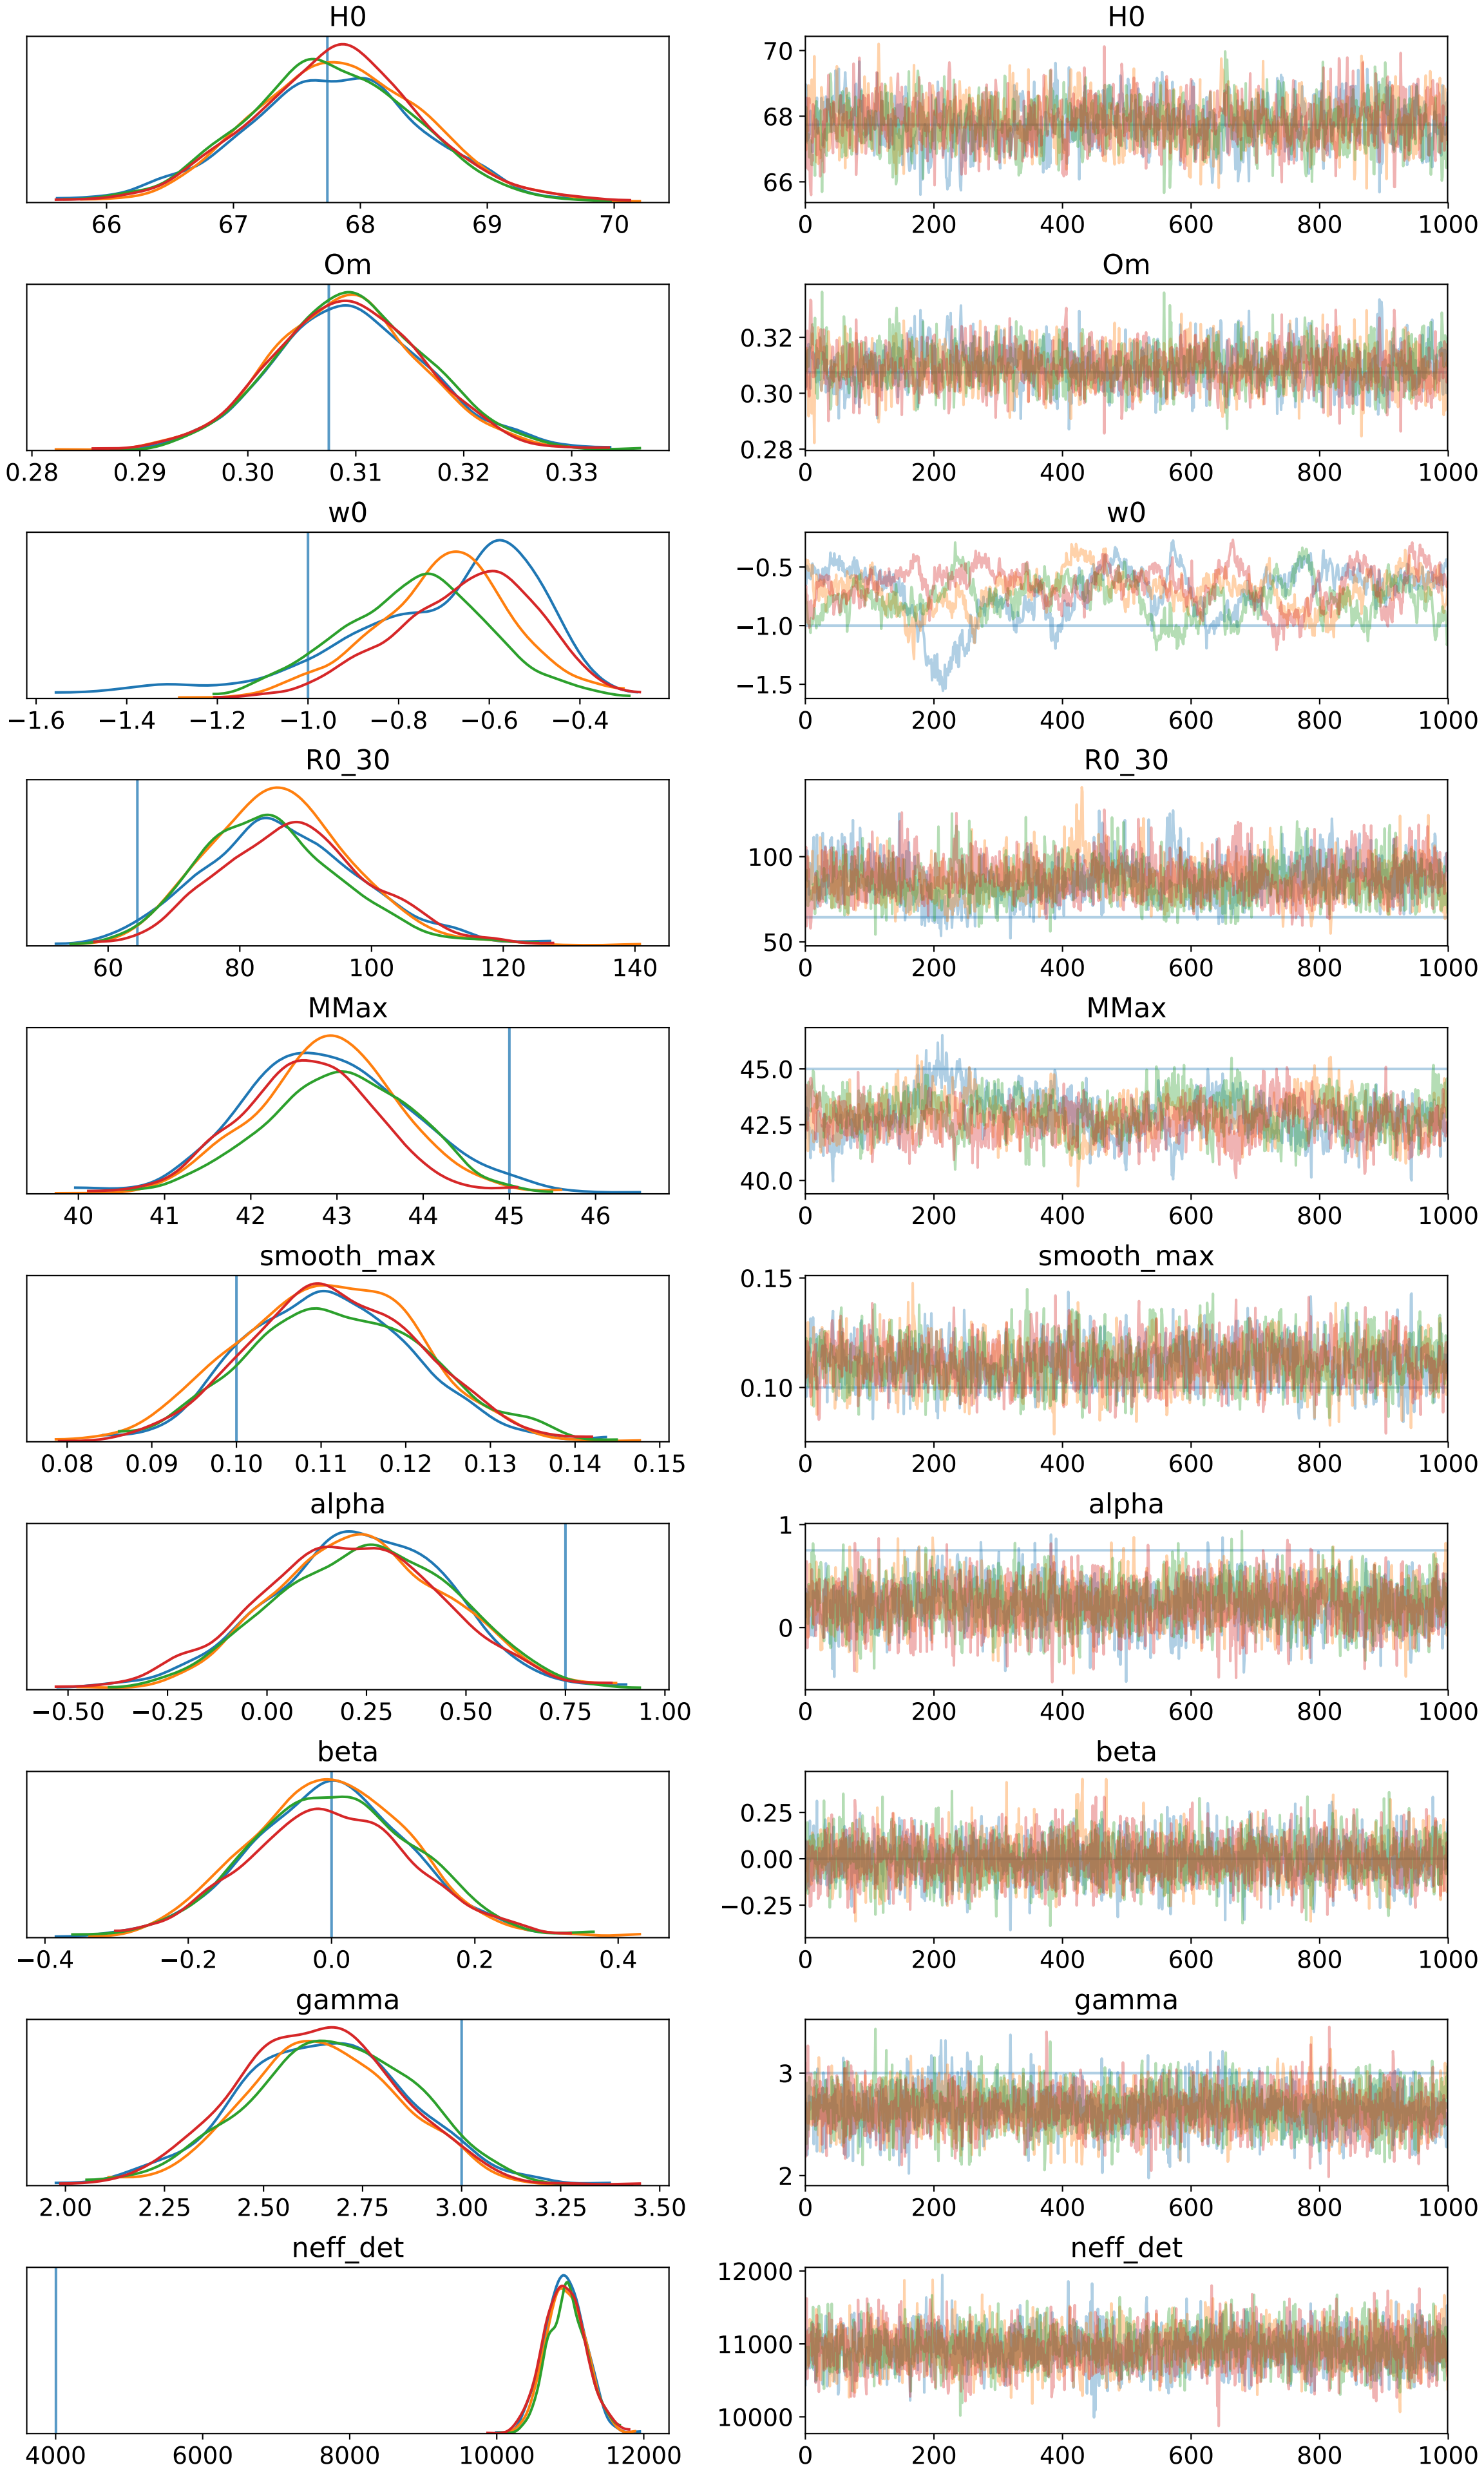 H0 H0
70
68
66
66 67 68 69 70 0 200 400 600 800 1000
Om Om
0.32
0.30
0.28
0.28 0.29 0.30 0.31 0.32 0.33 0 200 400 600 800 1000
w0 w0
−0.5
−1.0
−1.5
−1.6 −1.4 −1.2 −1.0 −0.8 −0.6 −0.4 0 200 400 600 800 1000
R0_30 R0_30
100
50
60 80 100 120 140 0 200 400 600 800 1000
MMax MMax
45.0
42.5
40.0
40 41 42 43 44 45 46 0 200 400 600 800 1000
smooth_max smooth_max
0.15
0.10
0.08 0.09 0.10 0.11 0.12 0.13 0.14 0.15 0 200 400 600 800 1000
alpha alpha
1
0
−0.50 −0.25 0.00 0.25 0.50 0.75 1.00 0 200 400 600 800 1000
beta beta
0.25
0.00
−0.25
−0.4 −0.2 0.0 0.2 0.4 0 200 400 600 800 1000
gamma gamma
3
2
2.00 2.25 2.50 2.75 3.00 3.25 3.50 0 200 400 600 800 1000
neff_det neff_det
12000
11000
10000
4000 6000 8000 10000 12000 0 200 400 600 800 1000